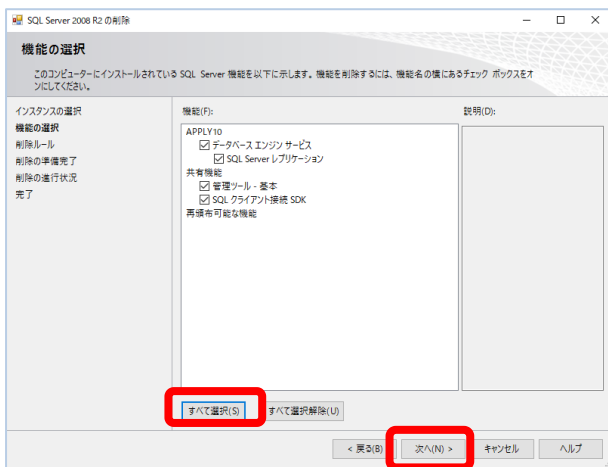 SQL Server 2008 R2 の削除
機能の選択
このコンピューターにインストールされている SQL Server 機能を以下に示します。機能を削除するには、機能名の横にあるチェック ボックスをオ
ンにしてください。
インスタンスの選択
機能の選択
削除ルール
削除の準備完了
削除の進行状況
完了
機能(F):
APPLY10
データベース エンジン サービス
SQL Server レプリケーション
共有機能
管理ツール - 基本
SQL クライアント接続 SDK
再頒布可能な機能
説明(D):
すべて選択(S)
すべて選択解除(U)
< 戻る(B)
次へ(N) >
キャンセル
ヘルプ